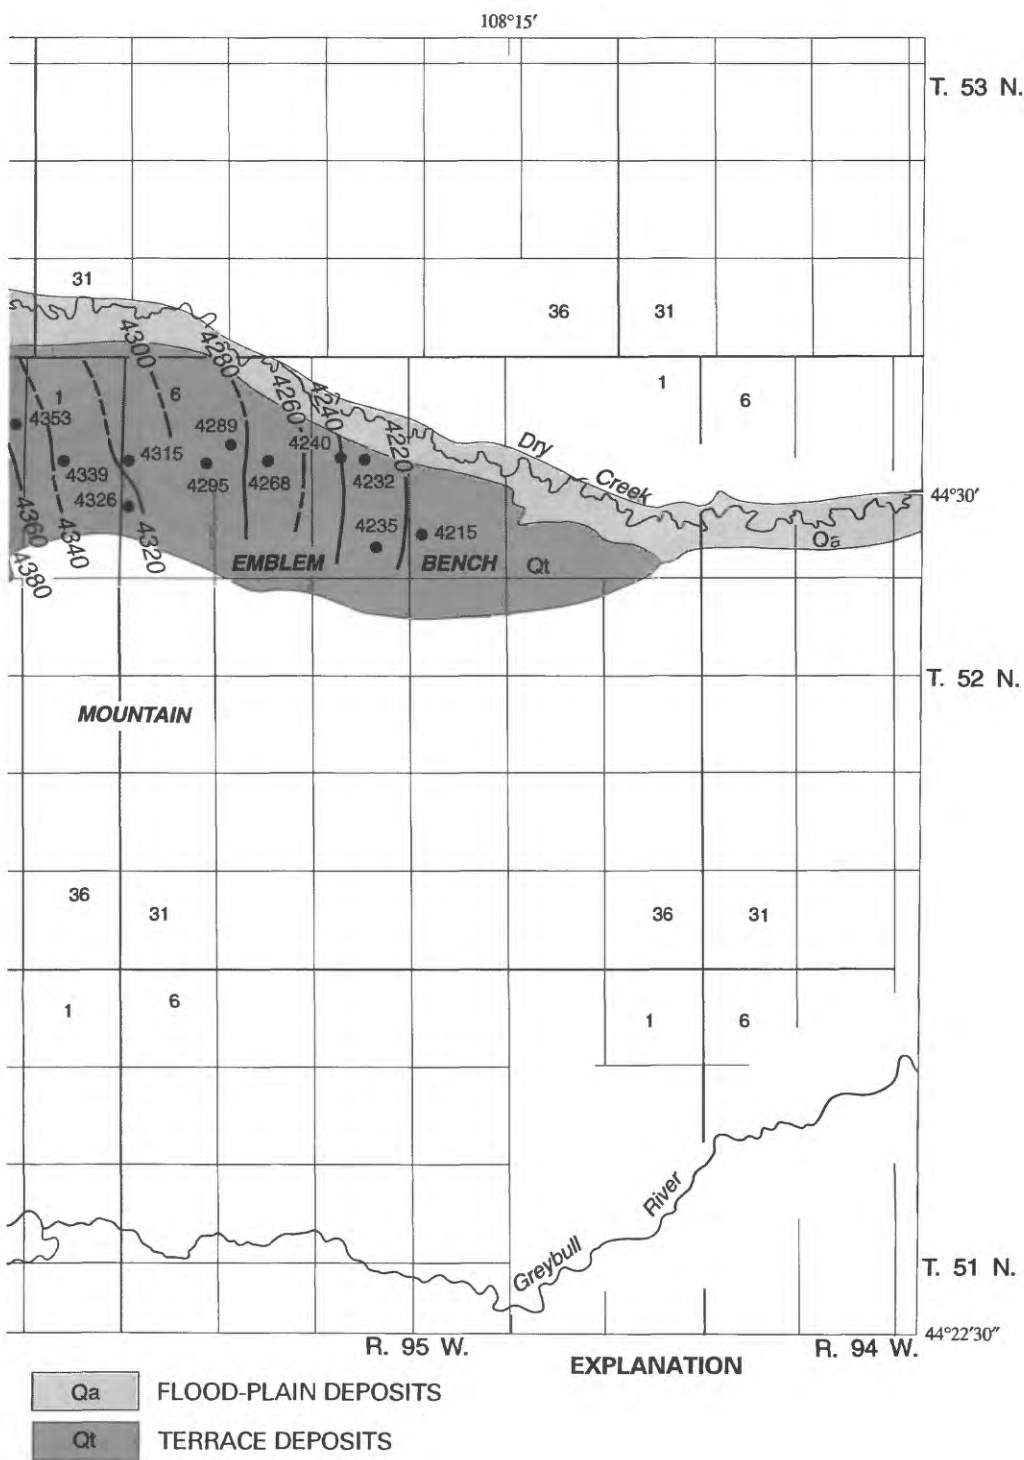 108°15′
T. 53 N.
31
36
31
4300
4280
4260
4240
4220
1
6
1
6
4353
4289
4240
4315
4339
4295
4268
4232
4326
4235
4215
Dry
Creek
44°30′
Qa
4360
4340
4320
4380
EMBLEM
BENCH
Qt
T. 52 N.
MOUNTAIN
36
31
36
31
1
6
1
6
River
Greybull
T. 51 N.
44°22′30″
R. 95 W.
R. 94 W.
EXPLANATION
Qa FLOOD-PLAIN DEPOSITS
Qt TERRACE DEPOSITS